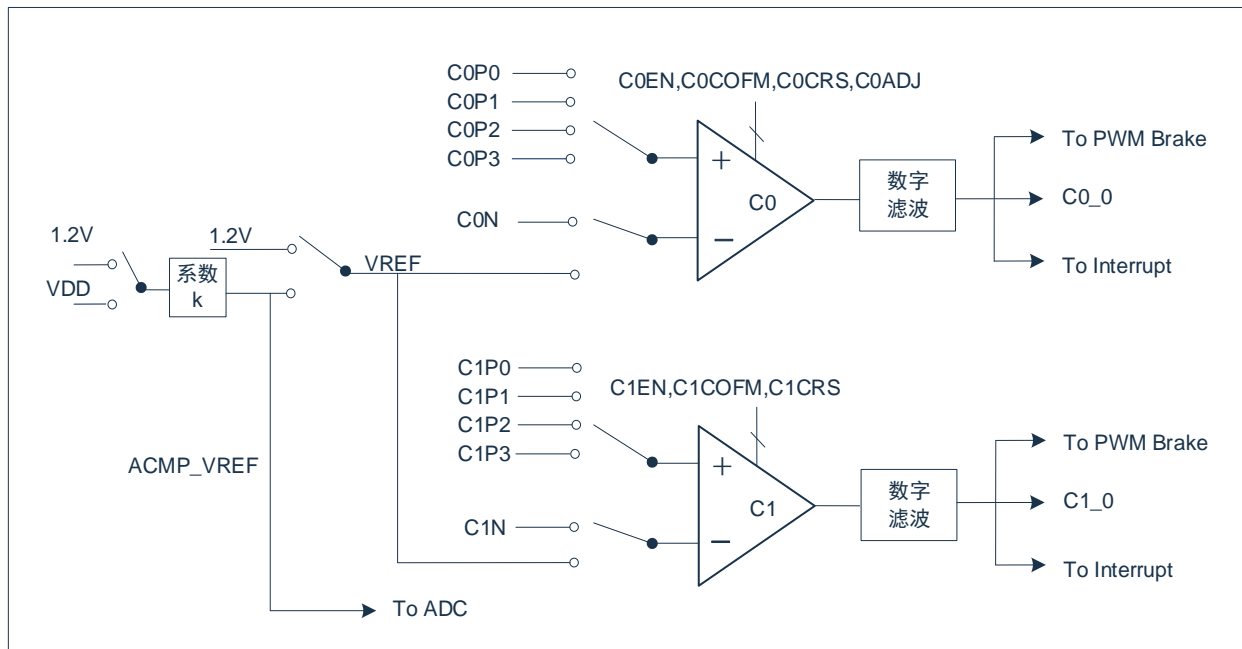 C0P0
C0P1
C0P2
C0P3
C0EN,C0COFM,C0CRS,C0ADJ
+
C0
数字
滤波
To PWM Brake
C0_0
To Interrupt
C0N
1.2V
VDD
系数
k
1.2V
VREF
C1P0
C1P1
C1P2
C1P3
C1EN,C1COFM,C1CRS
+
C1
数字
滤波
To PWM Brake
C1_0
To Interrupt
C1N
ACMP_VREF
To ADC